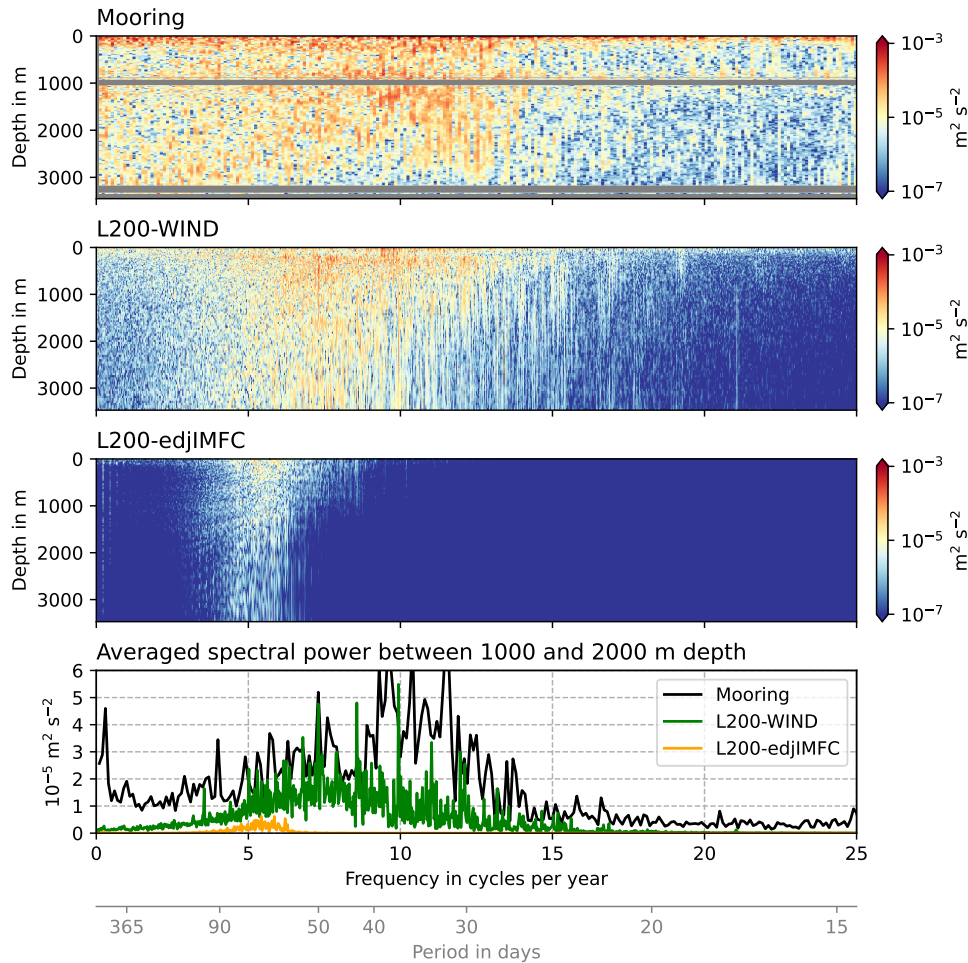 Mooring
0
1000
2000
3000
Depth in m
10⁻³
10⁻⁵
10⁻⁷
m² s⁻²
L200-WIND
0
1000
2000
3000
Depth in m
10⁻³
10⁻⁵
10⁻⁷
m² s⁻²
L200-edjIMFC
0
1000
2000
3000
Depth in m
10⁻³
10⁻⁵
10⁻⁷
m² s⁻²
Averaged spectral power between 1000 and 2000 m depth
6
5
4
3
2
1
0
10⁻⁵ m² s⁻²
Mooring
L200-WIND
L200-edjIMFC
0 5 10 15 20 25
Frequency in cycles per year
365 90 50 40 30 20 15
Period in days